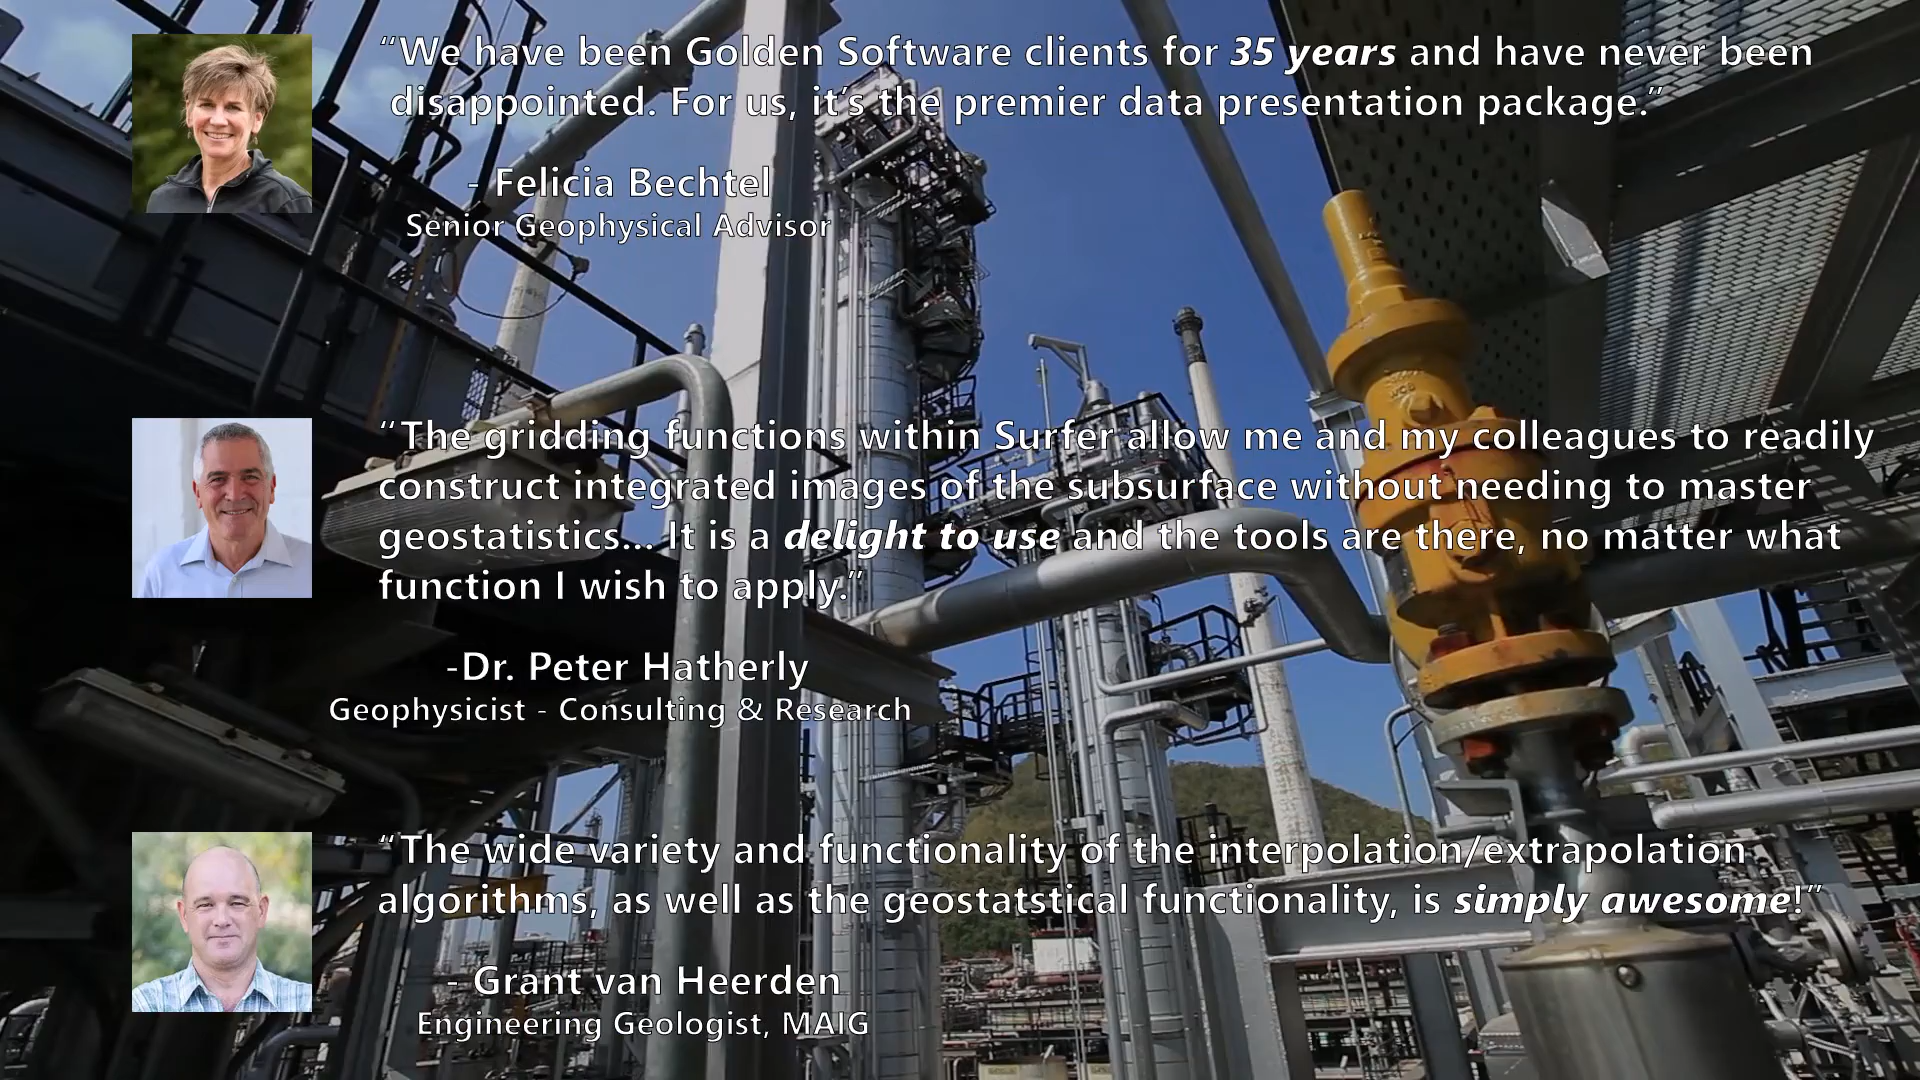 “We have been Golden Software clients for 35 years and have never been
disappointed. For us, it’s the premier data presentation package.”
- Felicia Bechtel
Senior Geophysical Advisor
“The gridding functions within Surfer allow me and my colleagues to readily
construct integrated images of the subsurface without needing to master
geostatistics... It is a delight to use and the tools are there, no matter what
function I wish to apply.”
-Dr. Peter Hatherly
Geophysicist - Consulting & Research
“The wide variety and functionality of the interpolation/extrapolation
algorithms, as well as the geostatstical functionality, is simply awesome!”
- Grant van Heerden
Engineering Geologist, MAIG